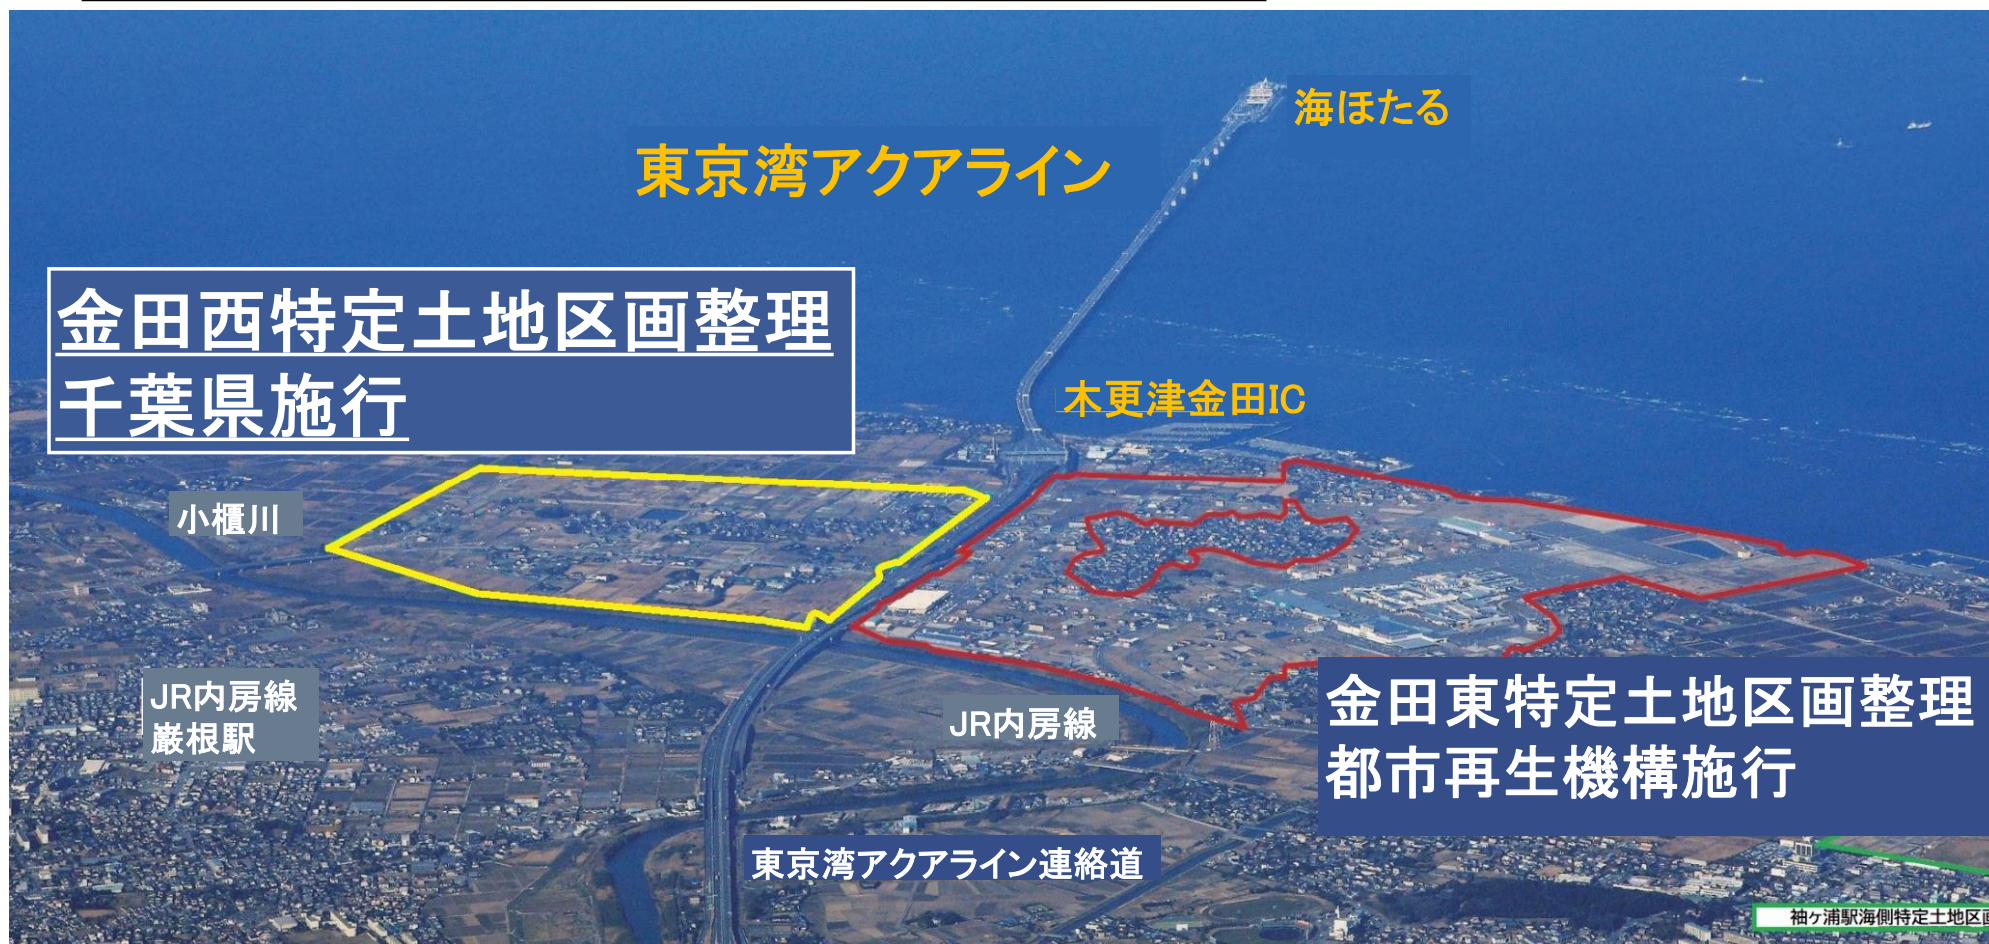 海ほたる
東京湾アクアライン
金田西特定土地区画整理
千葉県施行
木更津金田IC
小櫃川
JR内房線
巌根駅
JR内房線
金田東特定土地区画整理
都市再生機構施行
東京湾アクアライン連絡道
袖ヶ浦駅海側特定土地区